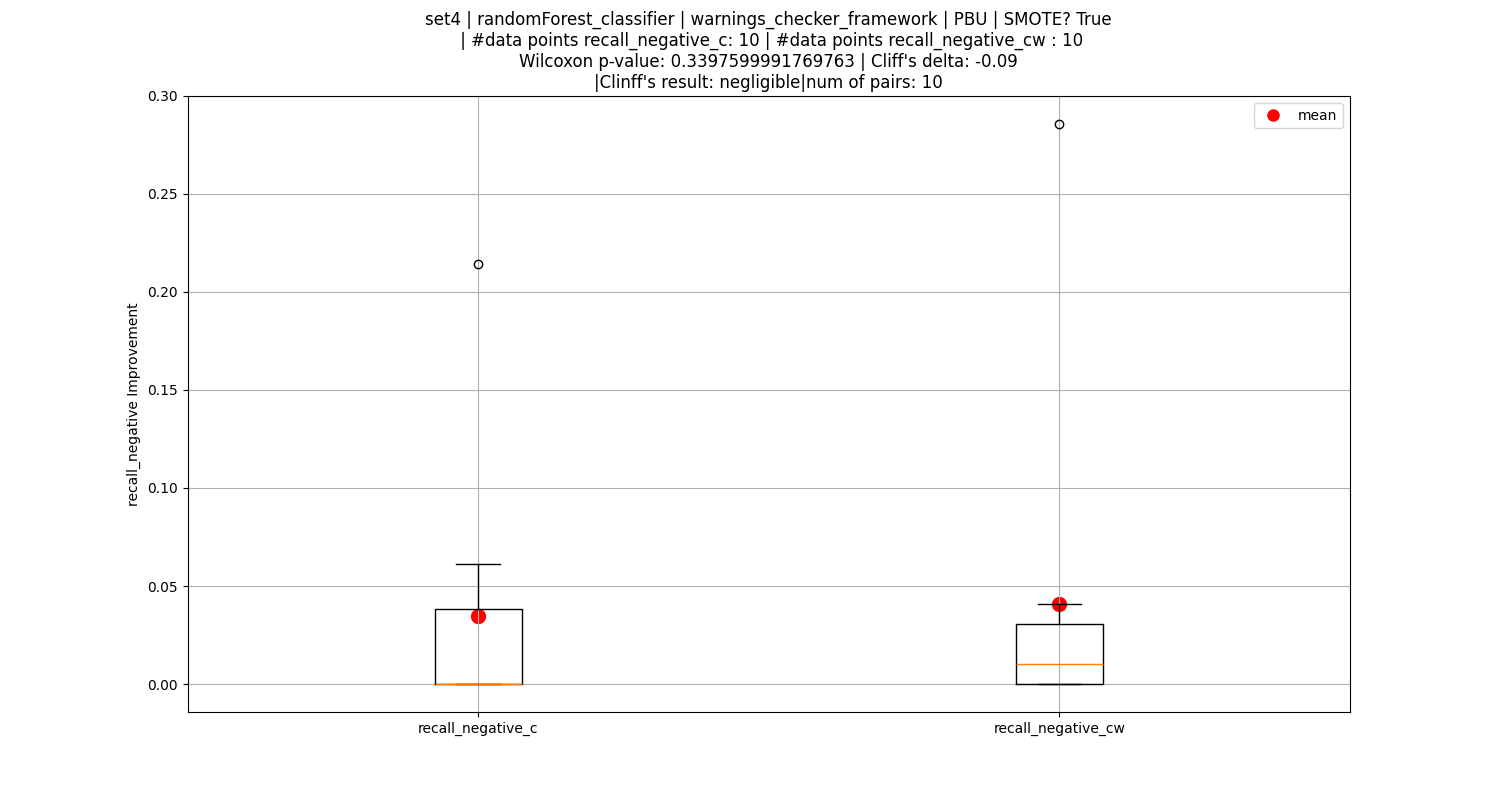 set4 | randomForest_classifier | warnings_checker_framework | PBU | SMOTE? True
| #data points recall_negative_c: 10 | #data points recall_negative_cw : 10
Wilcoxon p-value: 0.3397599991769763 | Cliff's delta: -0.09
|Clinff's result: negligible|num of pairs: 10
mean
0.30
0.25
0.20
0.15
0.10
0.05
0.00
recall_negative Improvement
recall_negative_c
recall_negative_cw